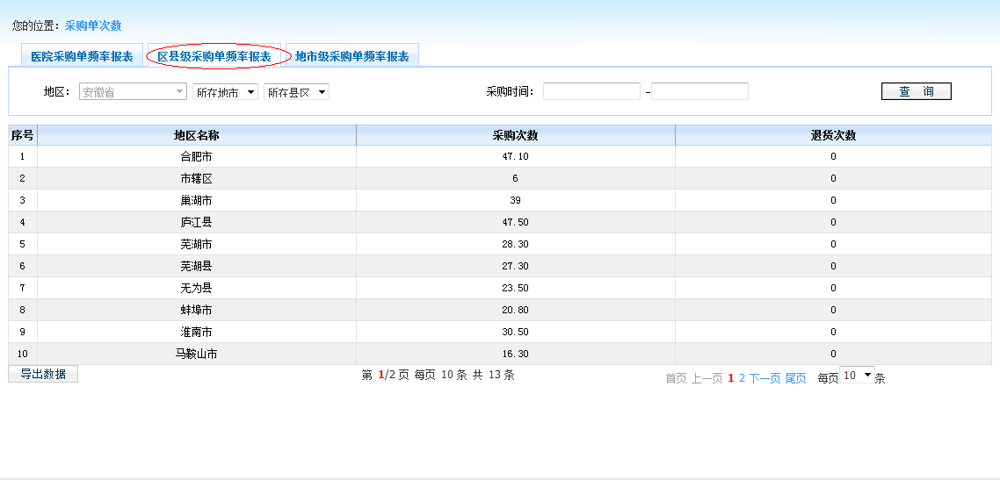 您的位置：采购单次数
医院采购单频率报表 区县级采购单频率报表 地市级采购单频率报表
地区： 安徽省 所在地市 所在县区 采购时间： - 查 询
序号 地区名称 采购次数 退货次数
1 合肥市 47.10 0
2 市辖区 6 0
3 巢湖市 39 0
4 庐江县 47.50 0
5 芜湖市 28.30 0
6 芜湖县 27.30 0
7 无为县 23.50 0
8 蚌埠市 20.80 0
9 淮南市 30.50 0
10 马鞍山市 16.30 0
导出数据 第 1/2 页 每页 10 条 共 13 条 首页 上一页 1 2 下一页 尾页 每页 10 条